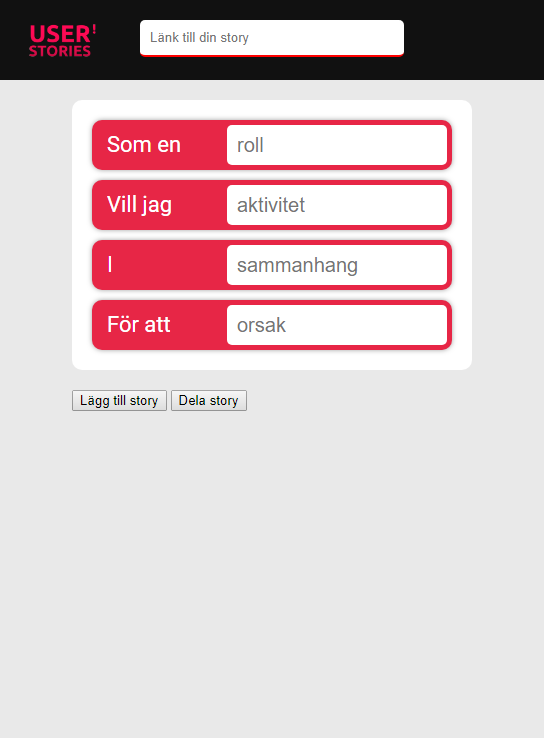 USER!
STORIES
Länk till din story
Som en roll
Vill jag aktivitet
I sammanhang
För att orsak
Lägg till story Dela story